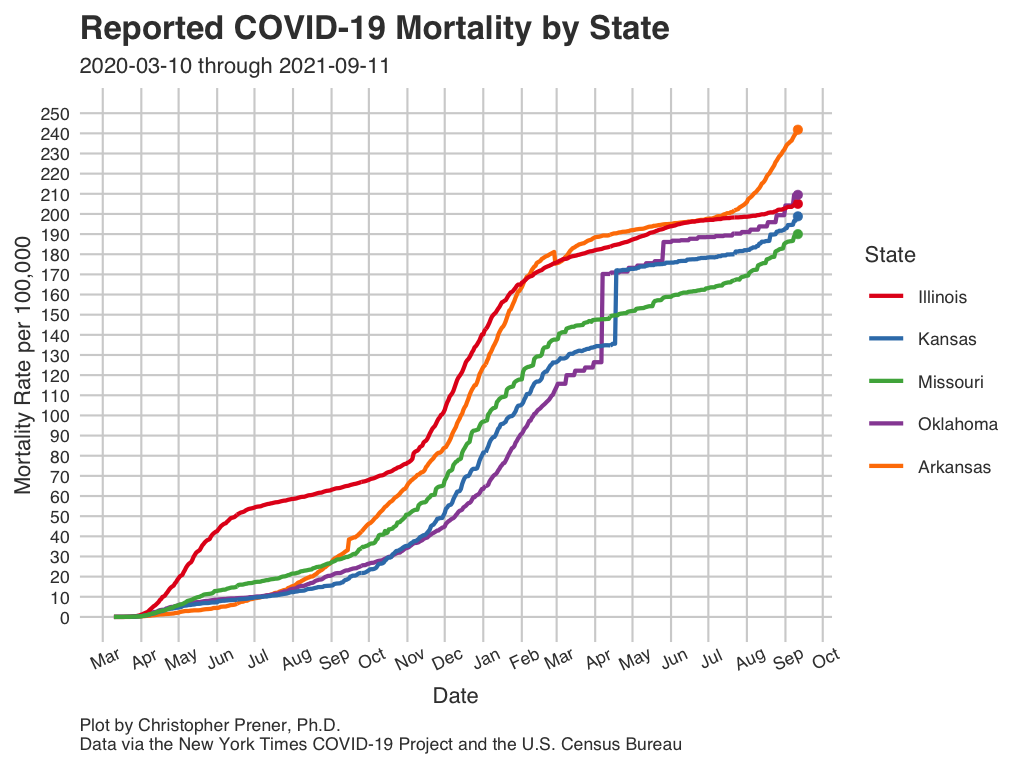 Reported COVID-19 Mortality by State
2020-03-10 through 2021-09-11
Mortality Rate per 100,000
250
240
230
220
210
200
190
180
170
160
150
140
130
120
110
100
90
80
70
60
50
40
30
20
10
0
Mar Apr May Jun Jul Aug Sep Oct Nov Dec Jan Feb Mar Apr May Jun Jul Aug Sep Oct
Date
State
Illinois
Kansas
Missouri
Oklahoma
Arkansas
Plot by Christopher Prener, Ph.D.
Data via the New York Times COVID-19 Project and the U.S. Census Bureau